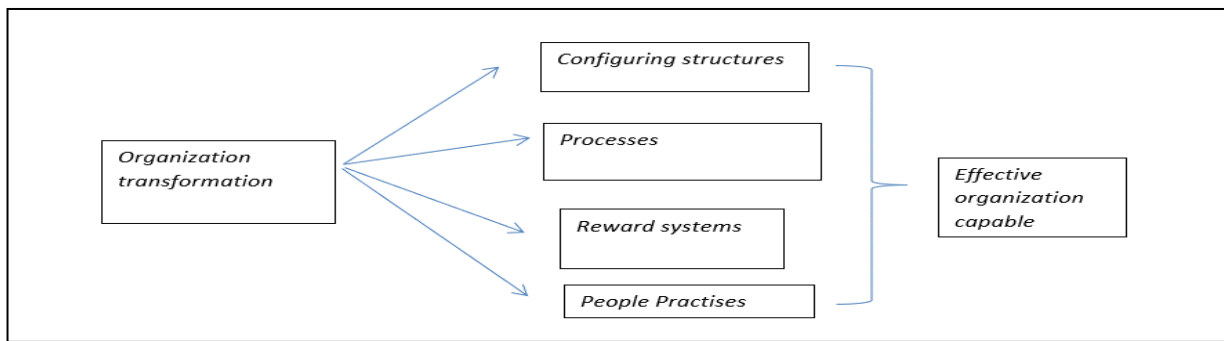 Organization
transformation
Configuring structures
Processes
Reward systems
People Practises
Effective
organization
capable